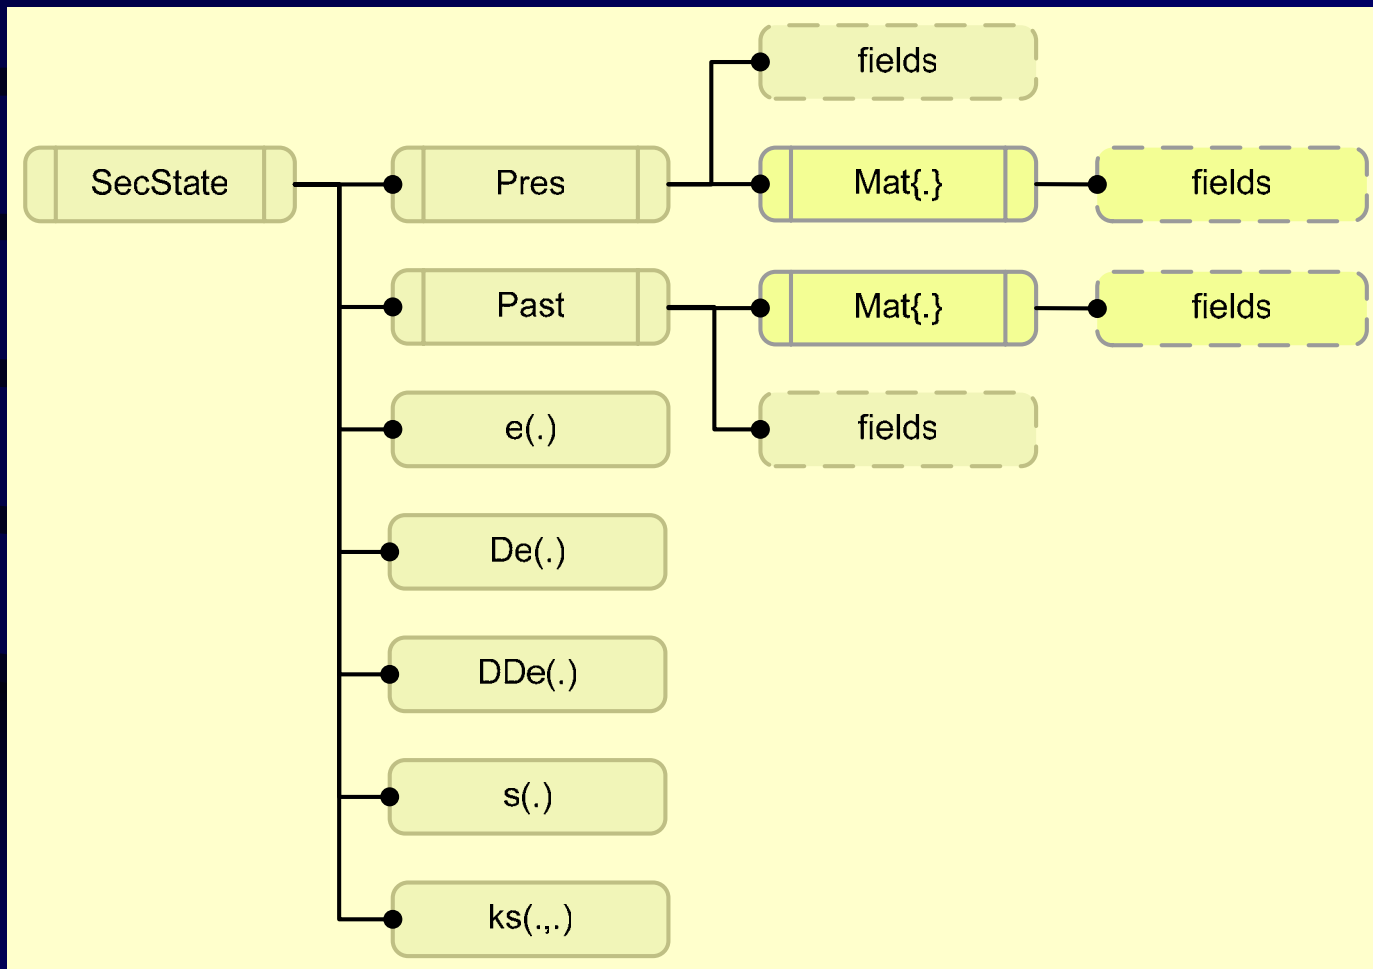 fields
SecState
Pres
Mat{.}
fields
Past
Mat{.}
fields
e(.)
fields
De(.)
DDe(.)
s(.)
ks(.,.)